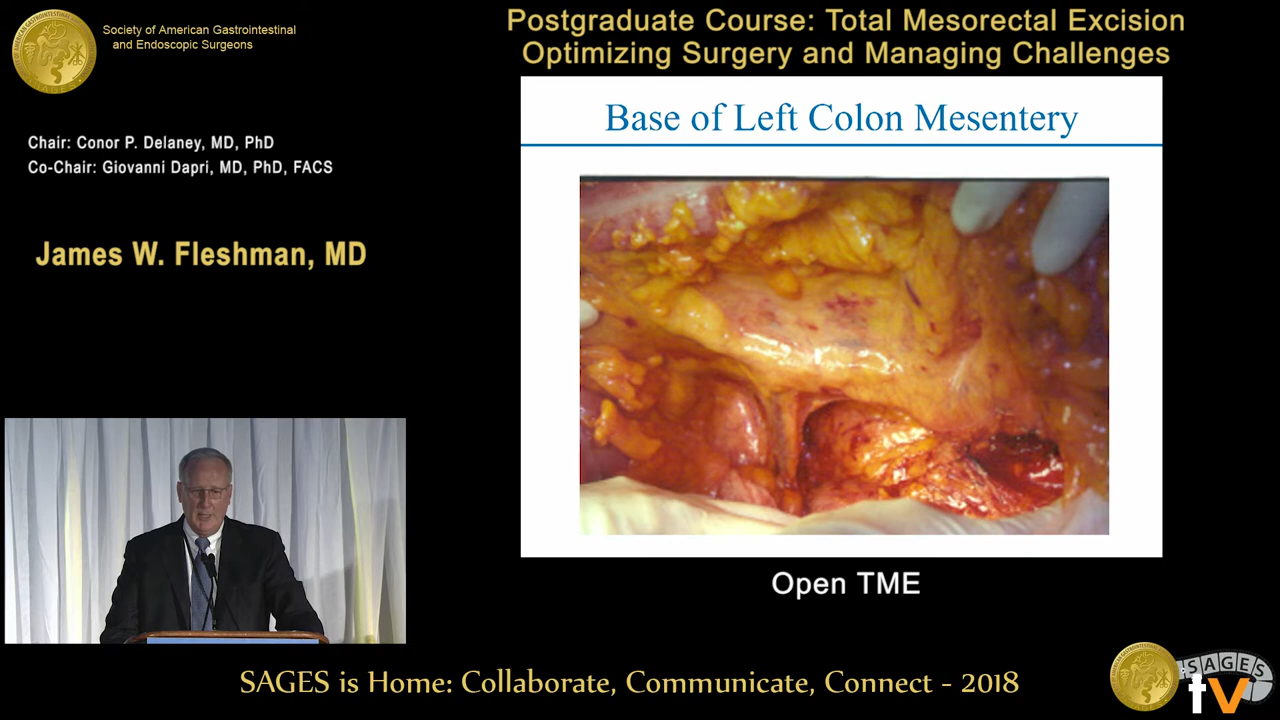 Society of American Gastrointestinal
and Endoscopic Surgeons
Postgraduate Course: Total Mesorectal Excision
Optimizing Surgery and Managing Challenges
Chair: Conor P. Delaney, MD, PhD
Co-Chair: Giovanni Dapri, MD, PhD, FACS
James W. Fleshman, MD
Base of Left Colon Mesentery
Open TME
SAGES is Home: Collaborate, Communicate, Connect - 2018
SAGES
tv